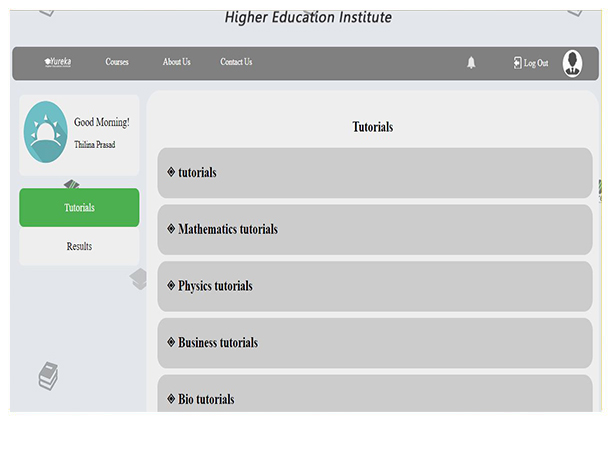 Higher Education Institute
Yureka
Courses
About Us
Contact Us
Log Out
Good Morning!
Thilina Prasad
Tutorials
Results
Tutorials
tutorials
Mathematics tutorials
Physics tutorials
Business tutorials
Bio tutorials